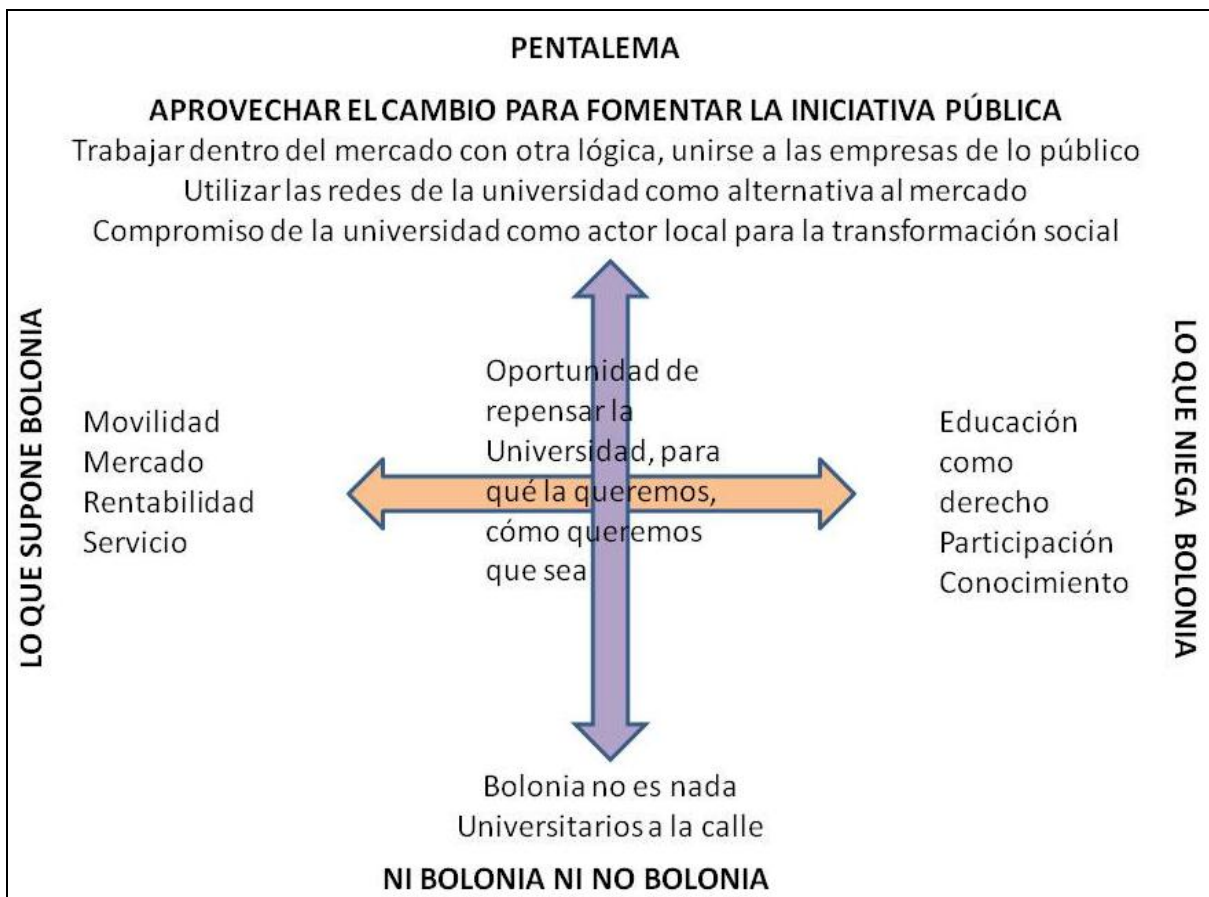 PENTALEMA
APROVECHAR EL CAMBIO PARA FOMENTAR LA INICIATIVA PÚBLICA
Trabajar dentro del mercado con otra lógica, unirse a las empresas de lo público
Utilizar las redes de la universidad como alternativa al mercado
Compromiso de la universidad como actor local para la transformación social
LO QUE SUPONE BOLONIA
Movilidad
Mercado
Rentabilidad
Servicio
Oportunidad de
repensar la
Universidad, para
qué la queremos,
cómo queremos
que sea
Educación
como
derecho
Participación
Conocimiento
LO QUE NIEGA BOLONIA
Bolonia no es nada
Universitarios a la calle
NI BOLONIA NI NO BOLONIA